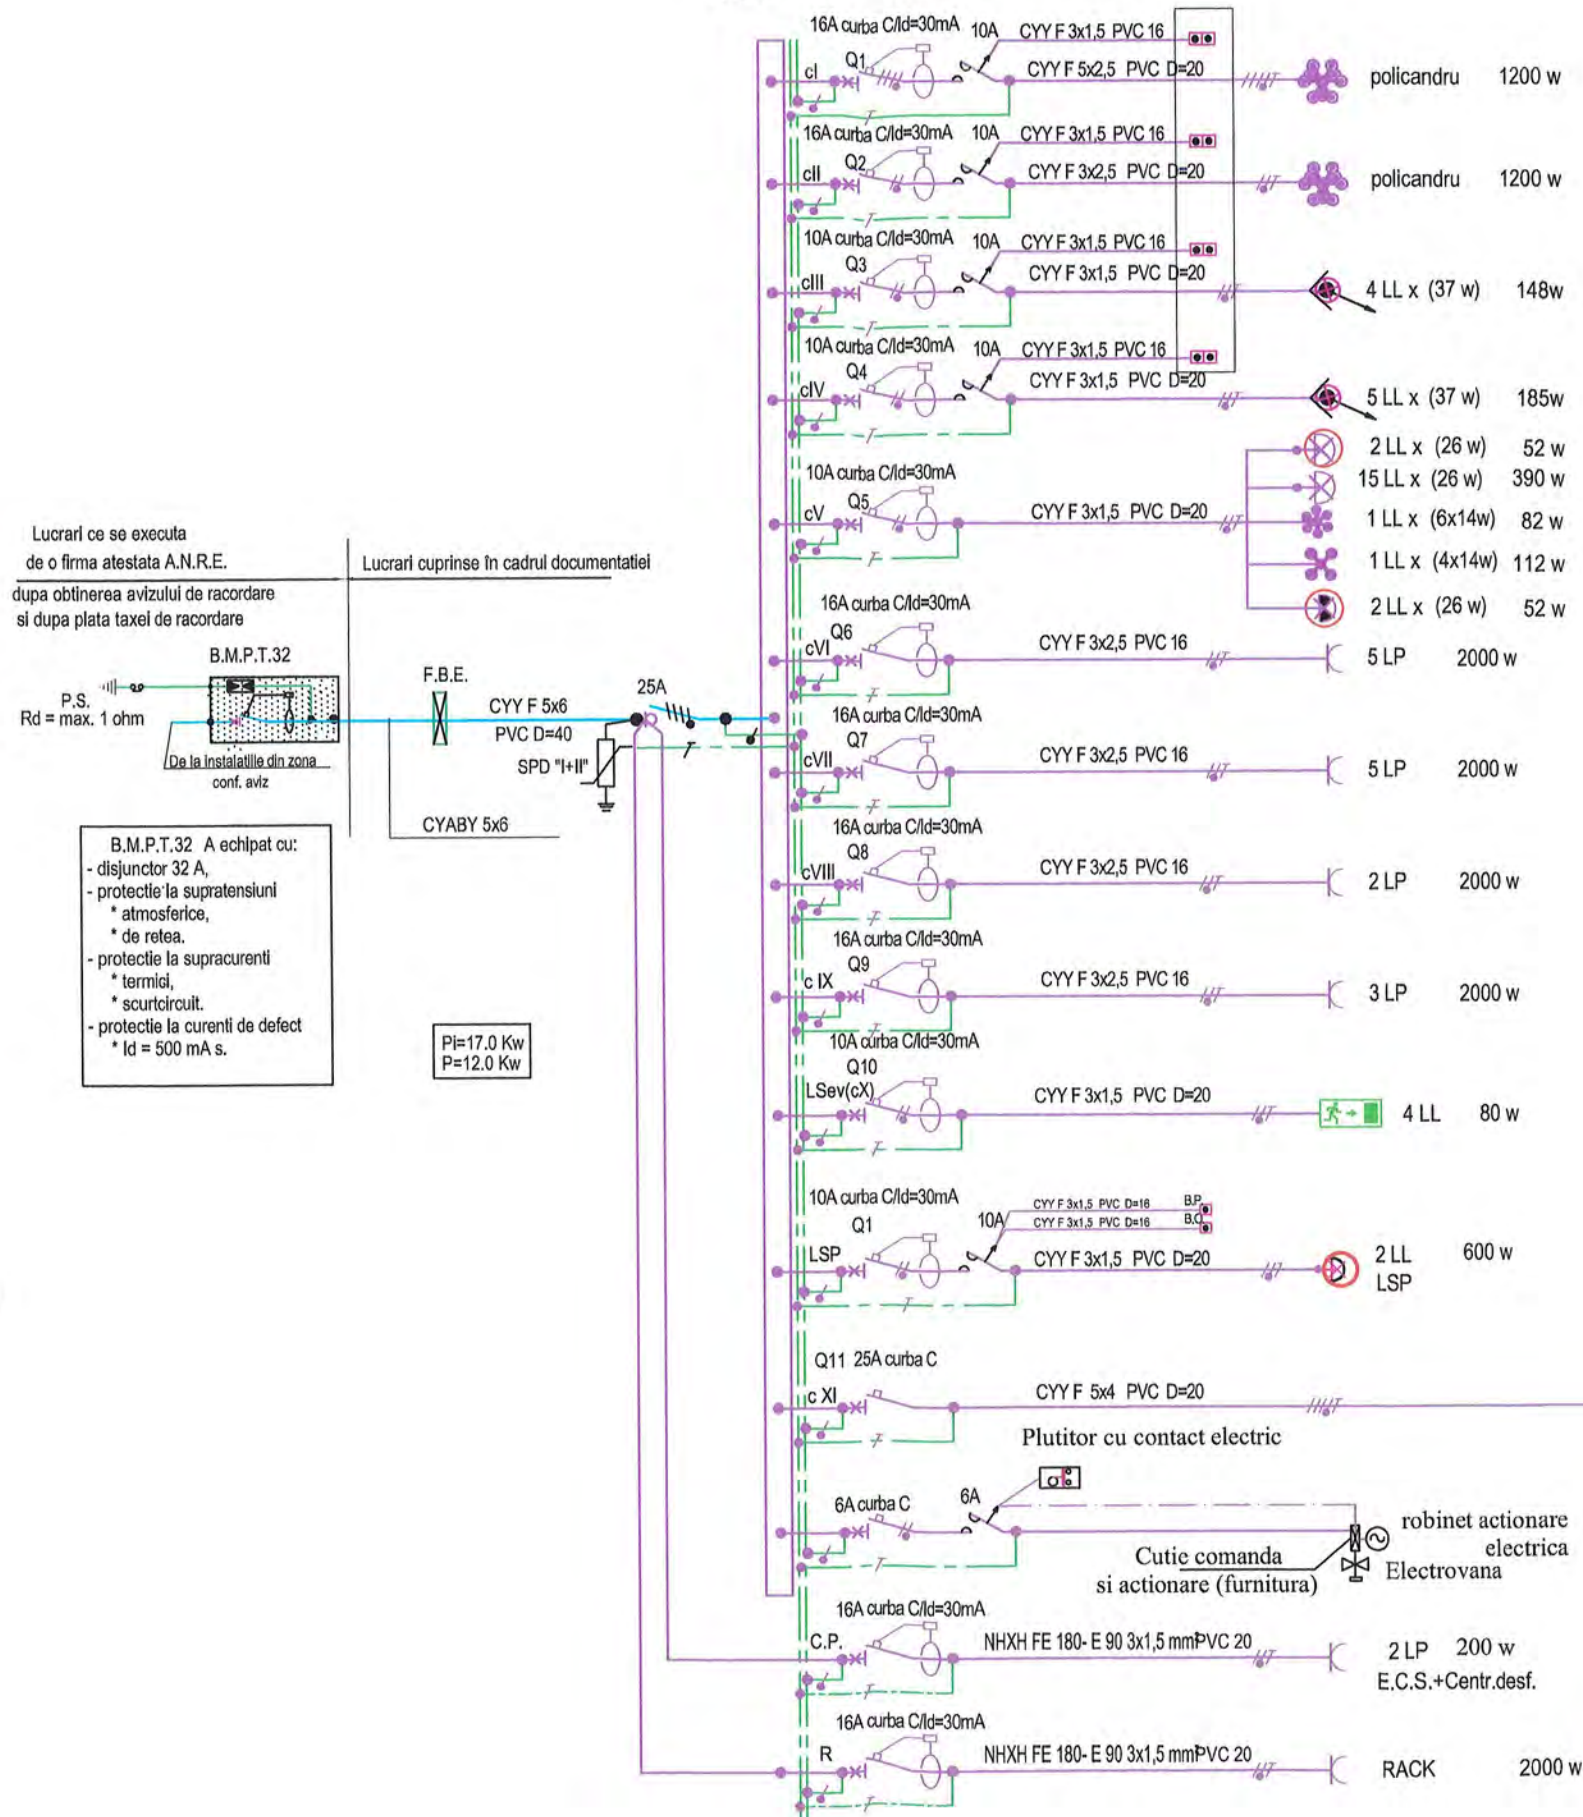 Lucrari ce se executa
de o firma atestata A.N.R.E.
dupa obtinerea avizului de racordare
si dupa plata taxei de racordare
Lucrari cuprinse în cadrul documentatiei
B.M.P.T.32
P.S.
Rd = max. 1 ohm
De la instalatiile din zona
conf. aviz
F.B.E.
CYY F 5x6
PVC D=40
25A
SPD "I+II"
CYABY 5x6
B.M.P.T.32 A echipat cu:
- disjunctor 32 A,
- protectie la supratensiuni
* atmosferice,
* de retea.
- protectie la supracurenti
* termici,
* scurtcircuit.
- protectie la curenti de defect
* Id = 500 mA s.
Pi=17.0 Kw
P=12.0 Kw
16A curba C/Id=30mA 10A CYY F 3x1,5 PVC 16
cI Q1 CYY F 5x2,5 PVC D=20 policandru 1200 w
16A curba C/Id=30mA 10A CYY F 3x1,5 PVC 16
cII Q2 CYY F 3x2,5 PVC D=20 policandru 1200 w
10A curba C/Id=30mA 10A CYY F 3x1,5 PVC 16
cIII Q3 CYY F 3x1,5 PVC D=20 4 LL x (37 w) 148w
10A curba C/Id=30mA 10A CYY F 3x1,5 PVC 16
cIV Q4 CYY F 3x1,5 PVC D=20 5 LL x (37 w) 185w
2 LL x (26 w) 52 w
10A curba C/Id=30mA 15 LL x (26 w) 390 w
cV Q5 CYY F 3x1,5 PVC D=20 1 LL x (6x14w) 82 w
1 LL x (4x14w) 112 w
16A curba C/Id=30mA 2 LL x (26 w) 52 w
cVI Q6 CYY F 3x2,5 PVC 16 5 LP 2000 w
16A curba C/Id=30mA
cVII Q7 CYY F 3x2,5 PVC 16 5 LP 2000 w
16A curba C/Id=30mA
cVIII Q8 CYY F 3x2,5 PVC 16 2 LP 2000 w
16A curba C/Id=30mA
c IX Q9 CYY F 3x2,5 PVC 16 3 LP 2000 w
10A curba C/Id=30mA
Q10
LSev(cX) CYY F 3x1,5 PVC D=20 4 LL 80 w
10A curba C/Id=30mA CYY F 3x1,5 PVC D=16 B.P.
Q1 10A CYY F 3x1,5 PVC D=16 B.O.
LSP CYY F 3x1,5 PVC D=20 2 LL 600 w
LSP
Q11 25A curba C
c XI CYY F 5x4 PVC D=20
Plutitor cu contact electric
6A curba C 6A
robinet actionare
electrica
Cutie comanda
si actionare (furnitura)
Electrovana
16A curba C/Id=30mA
C.P. NHXH FE 180- E 90 3x1,5 mm² PVC 20 2 LP 200 w
E.C.S.+Centr.desf.
16A curba C/Id=30mA
R NHXH FE 180- E 90 3x1,5 mm² PVC 20 RACK 2000 w